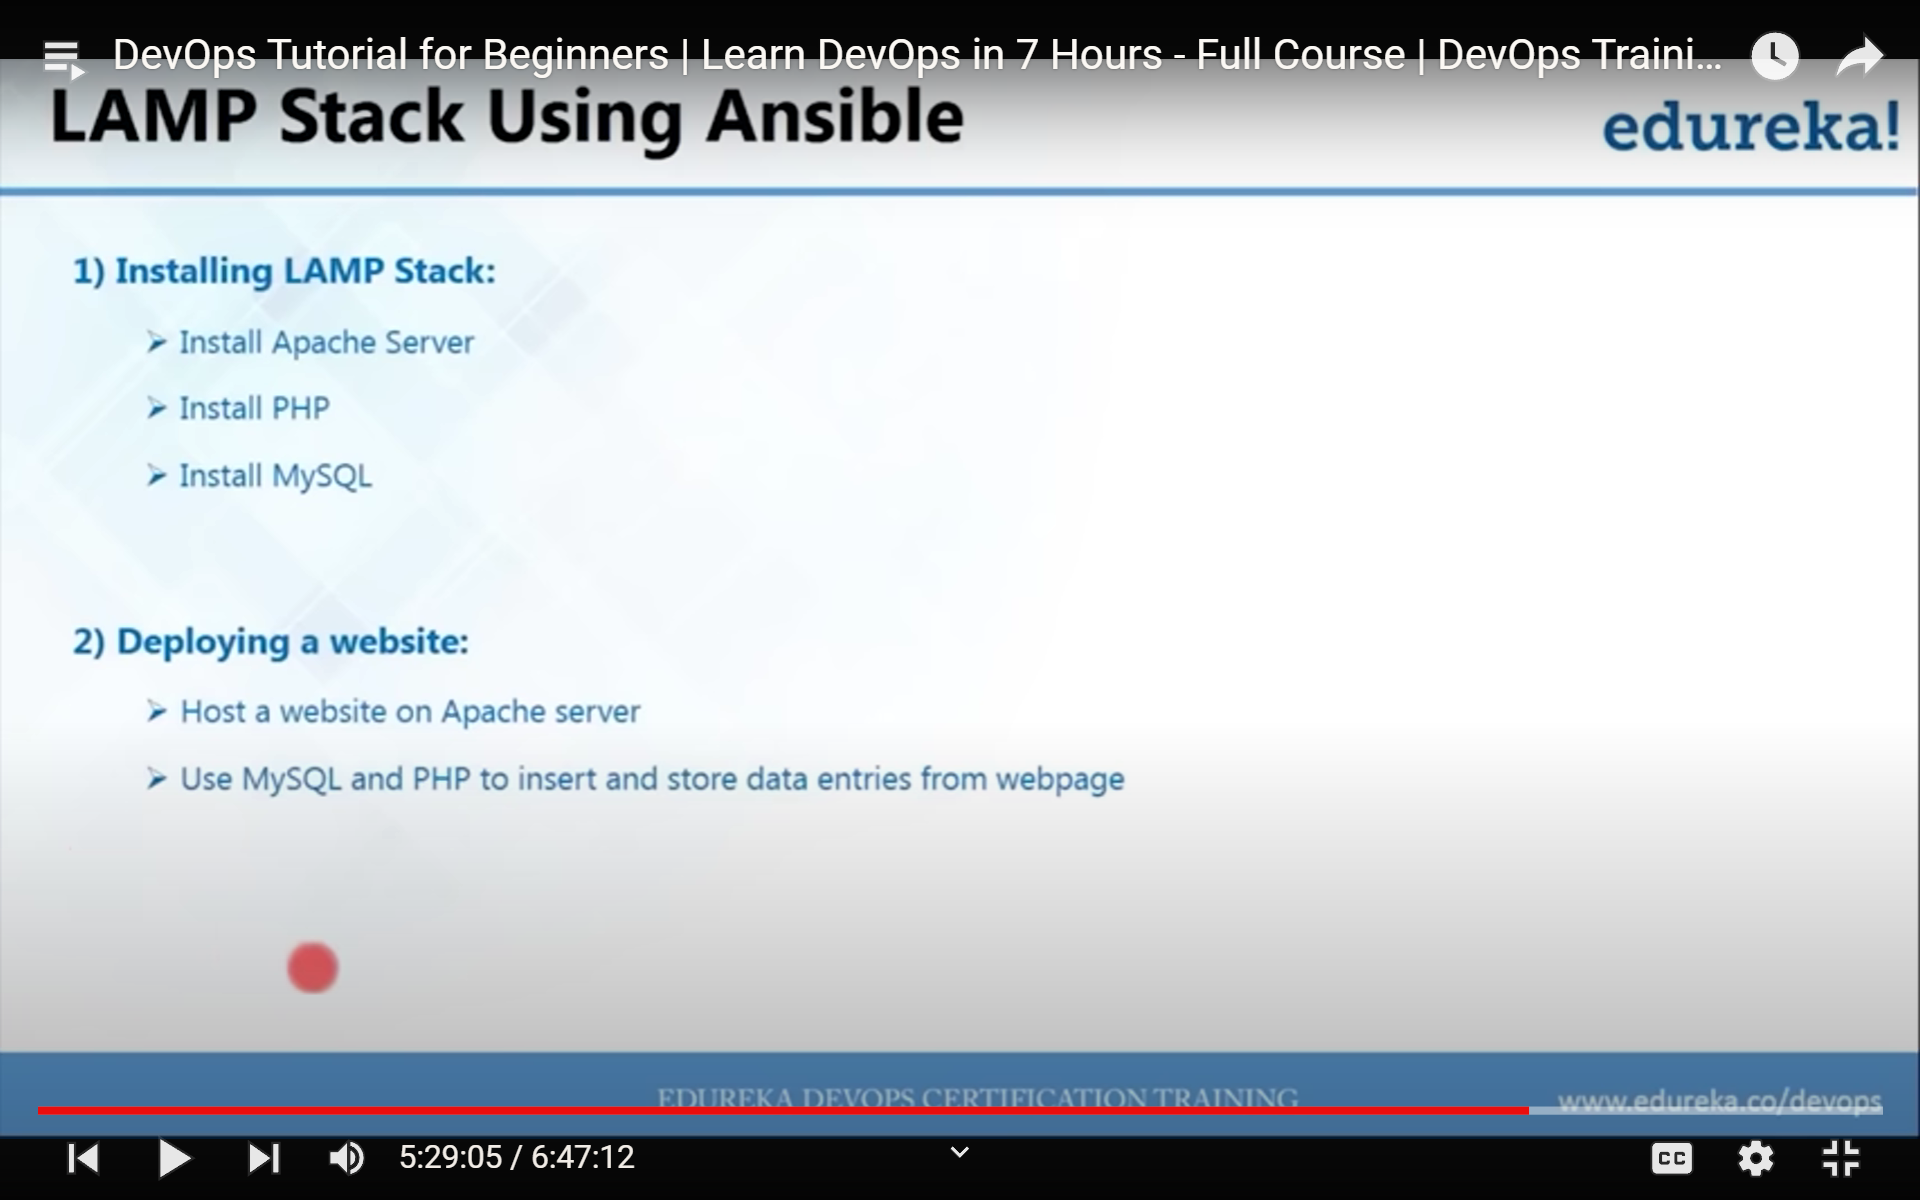 DevOps Tutorial for Beginners | Learn DevOps in 7 Hours - Full Course | DevOps Traini...
LAMP Stack Using Ansible
edureka!
1) Installing LAMP Stack:
➢ Install Apache Server
➢ Install PHP
➢ Install MySQL
2) Deploying a website:
➢ Host a website on Apache server
➢ Use MySQL and PHP to insert and store data entries from webpage
EDUREKA DEVOPS CERTIFICATION TRAINING
www.edureka.co/devops
5:29:05 / 6:47:12
CC